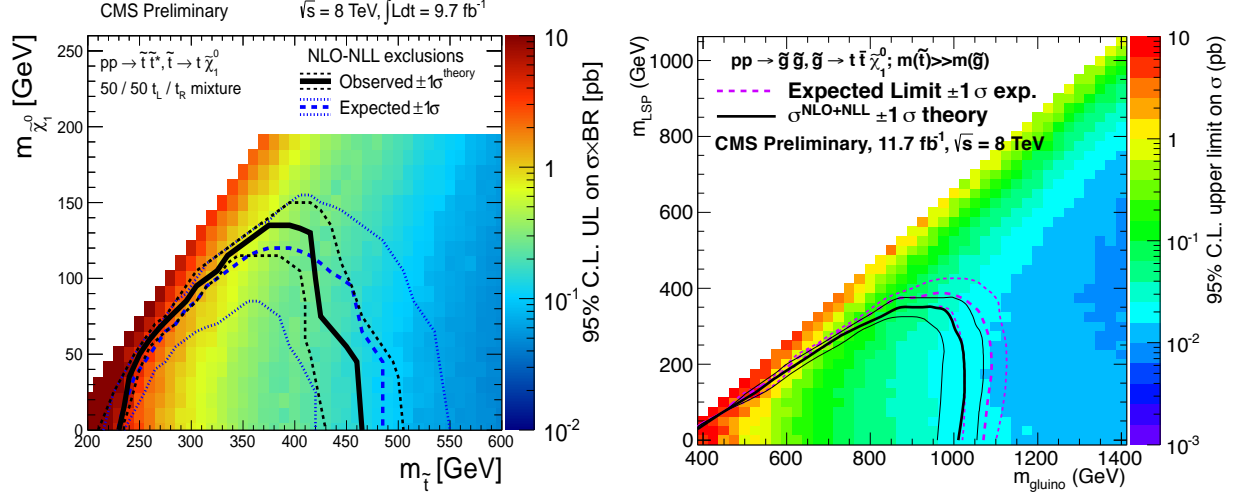 CMS Preliminary √s = 8 TeV, ∫Ldt = 9.7 fb⁻¹
pp → t̃ t̃*, t̃ → t χ̃₁⁰
50 / 50 t_L / t_R mixture
NLO-NLL exclusions
Observed ±1σ^theory
Expected ±1σ
m_χ̃₁⁰ [GeV]
250
200
150
100
50
0
200 250 300 350 400 450 500 550 600
m_t̃ [GeV]
10
1
10⁻¹
10⁻²
95% C.L. UL on σ×BR [pb]
pp → g̃ g̃, g̃ → t t̄ χ̃₁⁰; m(t̃)>>m(g̃)
Expected Limit ±1 σ exp.
σ^NLO+NLL ±1 σ theory
CMS Preliminary, 11.7 fb⁻¹, √s = 8 TeV
m_LSP (GeV)
1000
800
600
400
200
0
400 600 800 1000 1200 1400
m_gluino (GeV)
10
1
10⁻¹
10⁻²
10⁻³
95% C.L. upper limit on σ (pb)